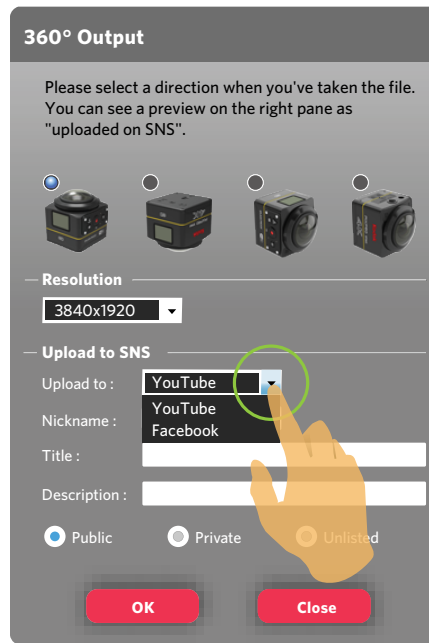 360° Output
Please select a direction when you've taken the file.
You can see a preview on the right pane as
"uploaded on SNS".
Resolution
3840x1920
Upload to SNS
Upload to : YouTube
YouTube
Nickname :
Facebook
Title :
Description :
Public Private Unlisted
OK Close